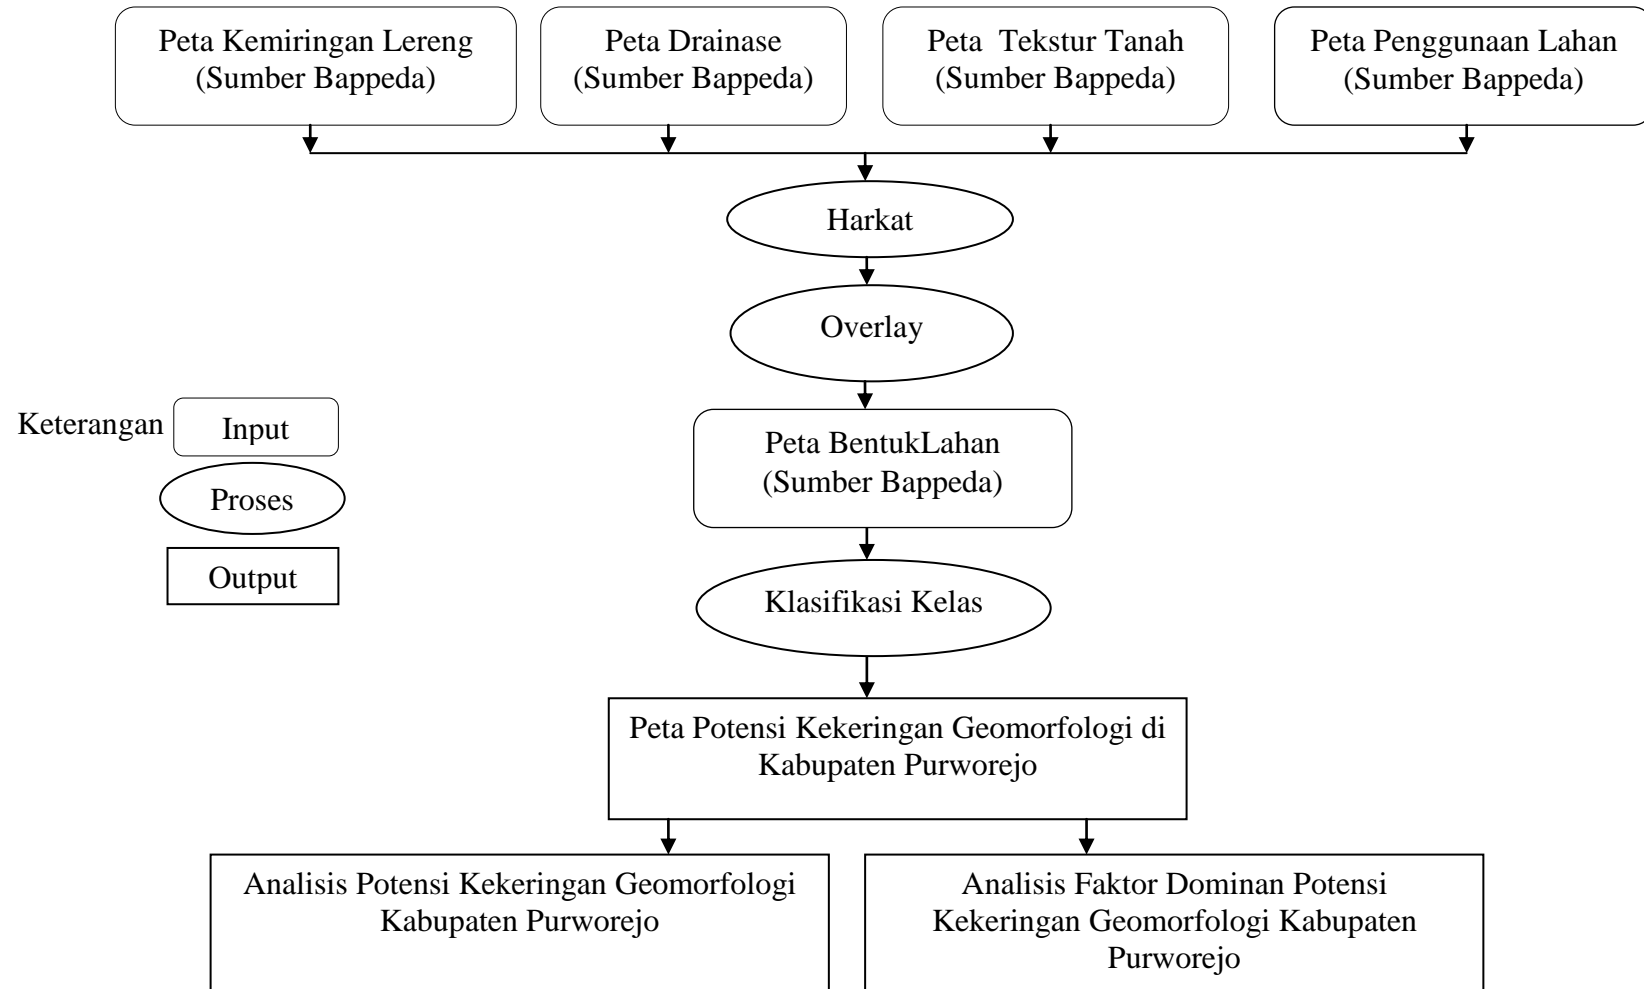 Peta Kemiringan Lereng
(Sumber Bappeda)
Peta Drainase
(Sumber Bappeda)
Peta Tekstur Tanah
(Sumber Bappeda)
Peta Penggunaan Lahan
(Sumber Bappeda)
Harkat
Overlay
Keterangan
Input
Proses
Output
Peta BentukLahan
(Sumber Bappeda)
Klasifikasi Kelas
Peta Potensi Kekeringan Geomorfologi di
Kabupaten Purworejo
Analisis Potensi Kekeringan Geomorfologi
Kabupaten Purworejo
Analisis Faktor Dominan Potensi
Kekeringan Geomorfologi Kabupaten
Purworejo